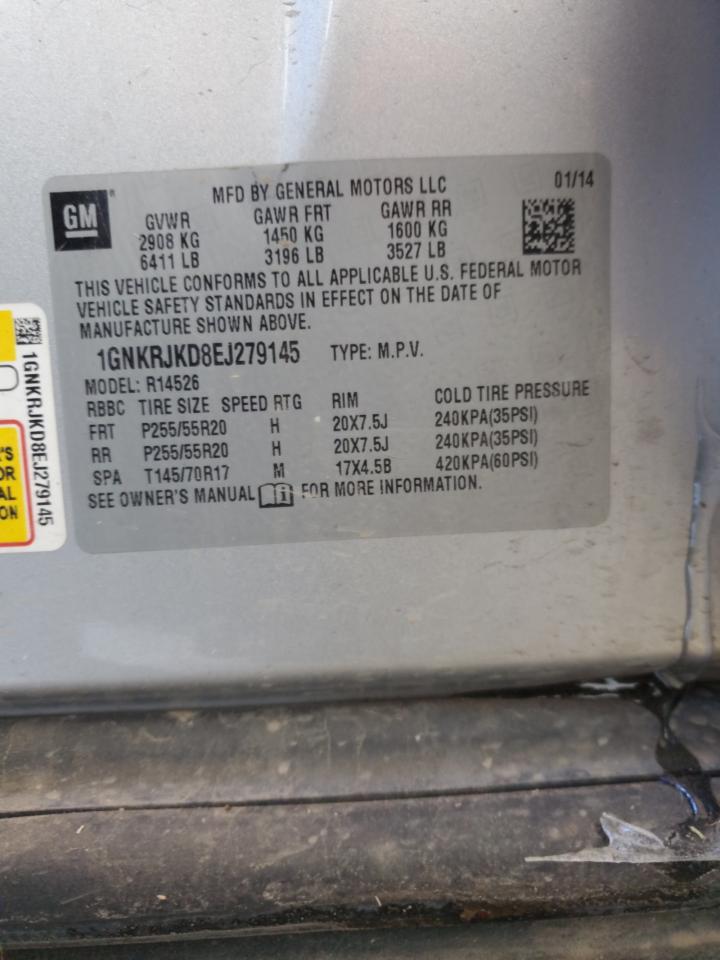 GM
MFD BY GENERAL MOTORS LLC 01/14
GVWR GAWR FRT GAWR RR
2908 KG 1450 KG 1600 KG
6411 LB 3196 LB 3527 LB
THIS VEHICLE CONFORMS TO ALL APPLICABLE U.S. FEDERAL MOTOR
VEHICLE SAFETY STANDARDS IN EFFECT ON THE DATE OF
MANUFACTURE SHOWN ABOVE.
1GNKRJKD8EJ279145 TYPE: M.P.V.
MODEL: R14526
RBBC TIRE SIZE SPEED RTG RIM COLD TIRE PRESSURE
FRT P255/55R20 H 20X7.5J 240KPA(35PSI)
RR P255/55R20 H 20X7.5J 240KPA(35PSI)
SPA T145/70R17 M 17X4.5B 420KPA(60PSI)
SEE OWNER'S MANUAL FOR MORE INFORMATION.
1GNKRJKD8EJ279145
'S
OR
AL
ON